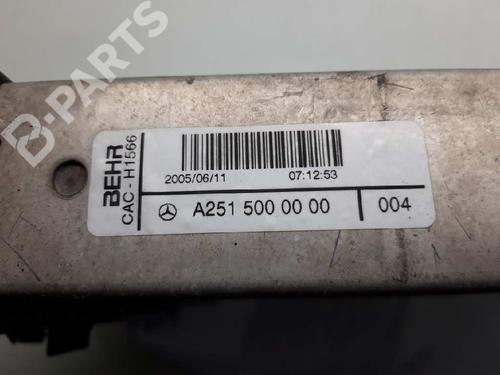 B-PARTS
BEHR
CAC - H1566
2005/06/11 07:12:53
A251 500 00 00 004